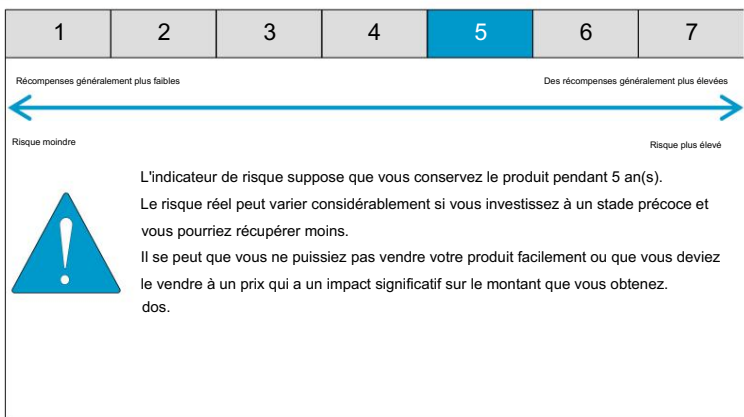 1 2 3 4 5 6 7
Récompenses généralement plus faibles Des récompenses généralement plus élevées
Risque moindre Risque plus élevé
L'indicateur de risque suppose que vous conservez le produit pendant 5 an(s).
Le risque réel peut varier considérablement si vous investissez à un stade précoce et
vous pourriez récupérer moins.
Il se peut que vous ne puissiez pas vendre votre produit facilement ou que vous deviez
le vendre à un prix qui a un impact significatif sur le montant que vous obtenez.
dos.